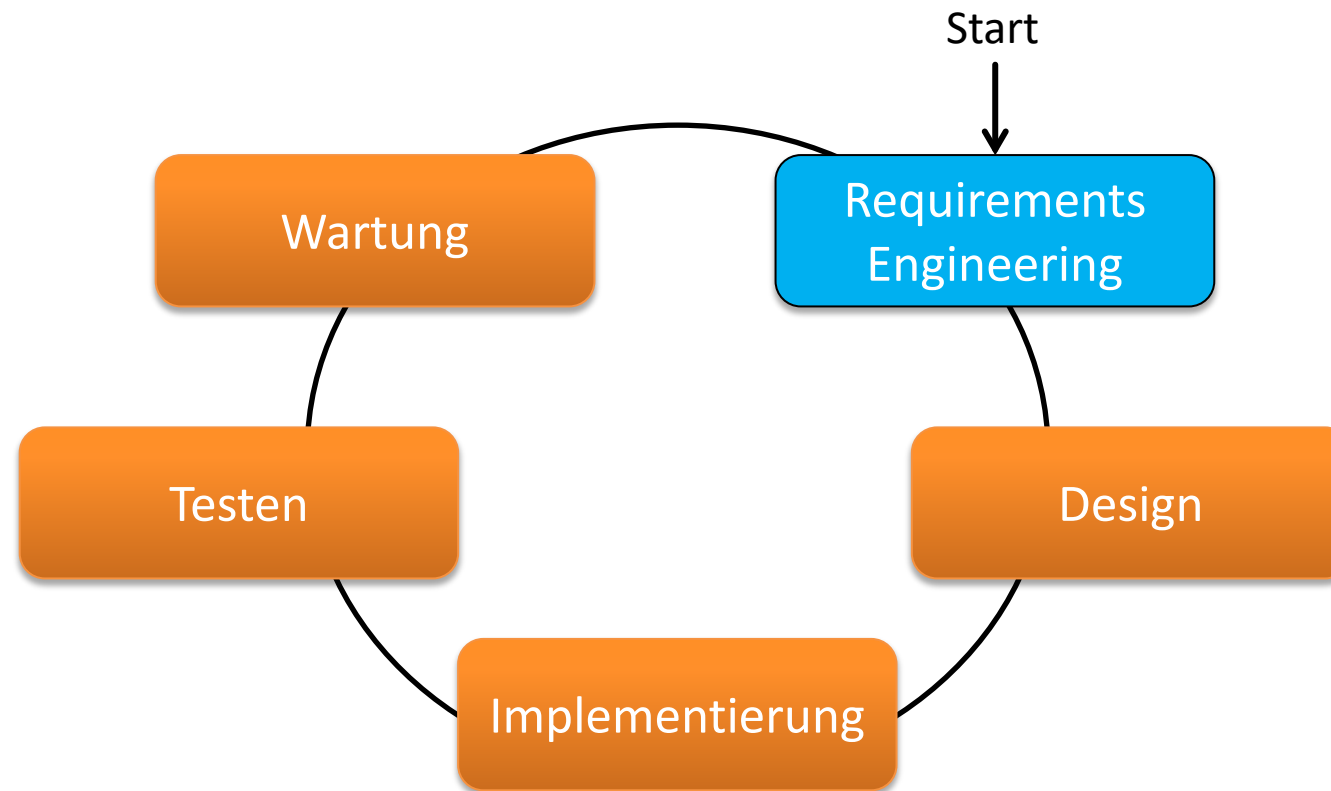 Start
Requirements
Engineering
Wartung
Testen
Design
Implementierung